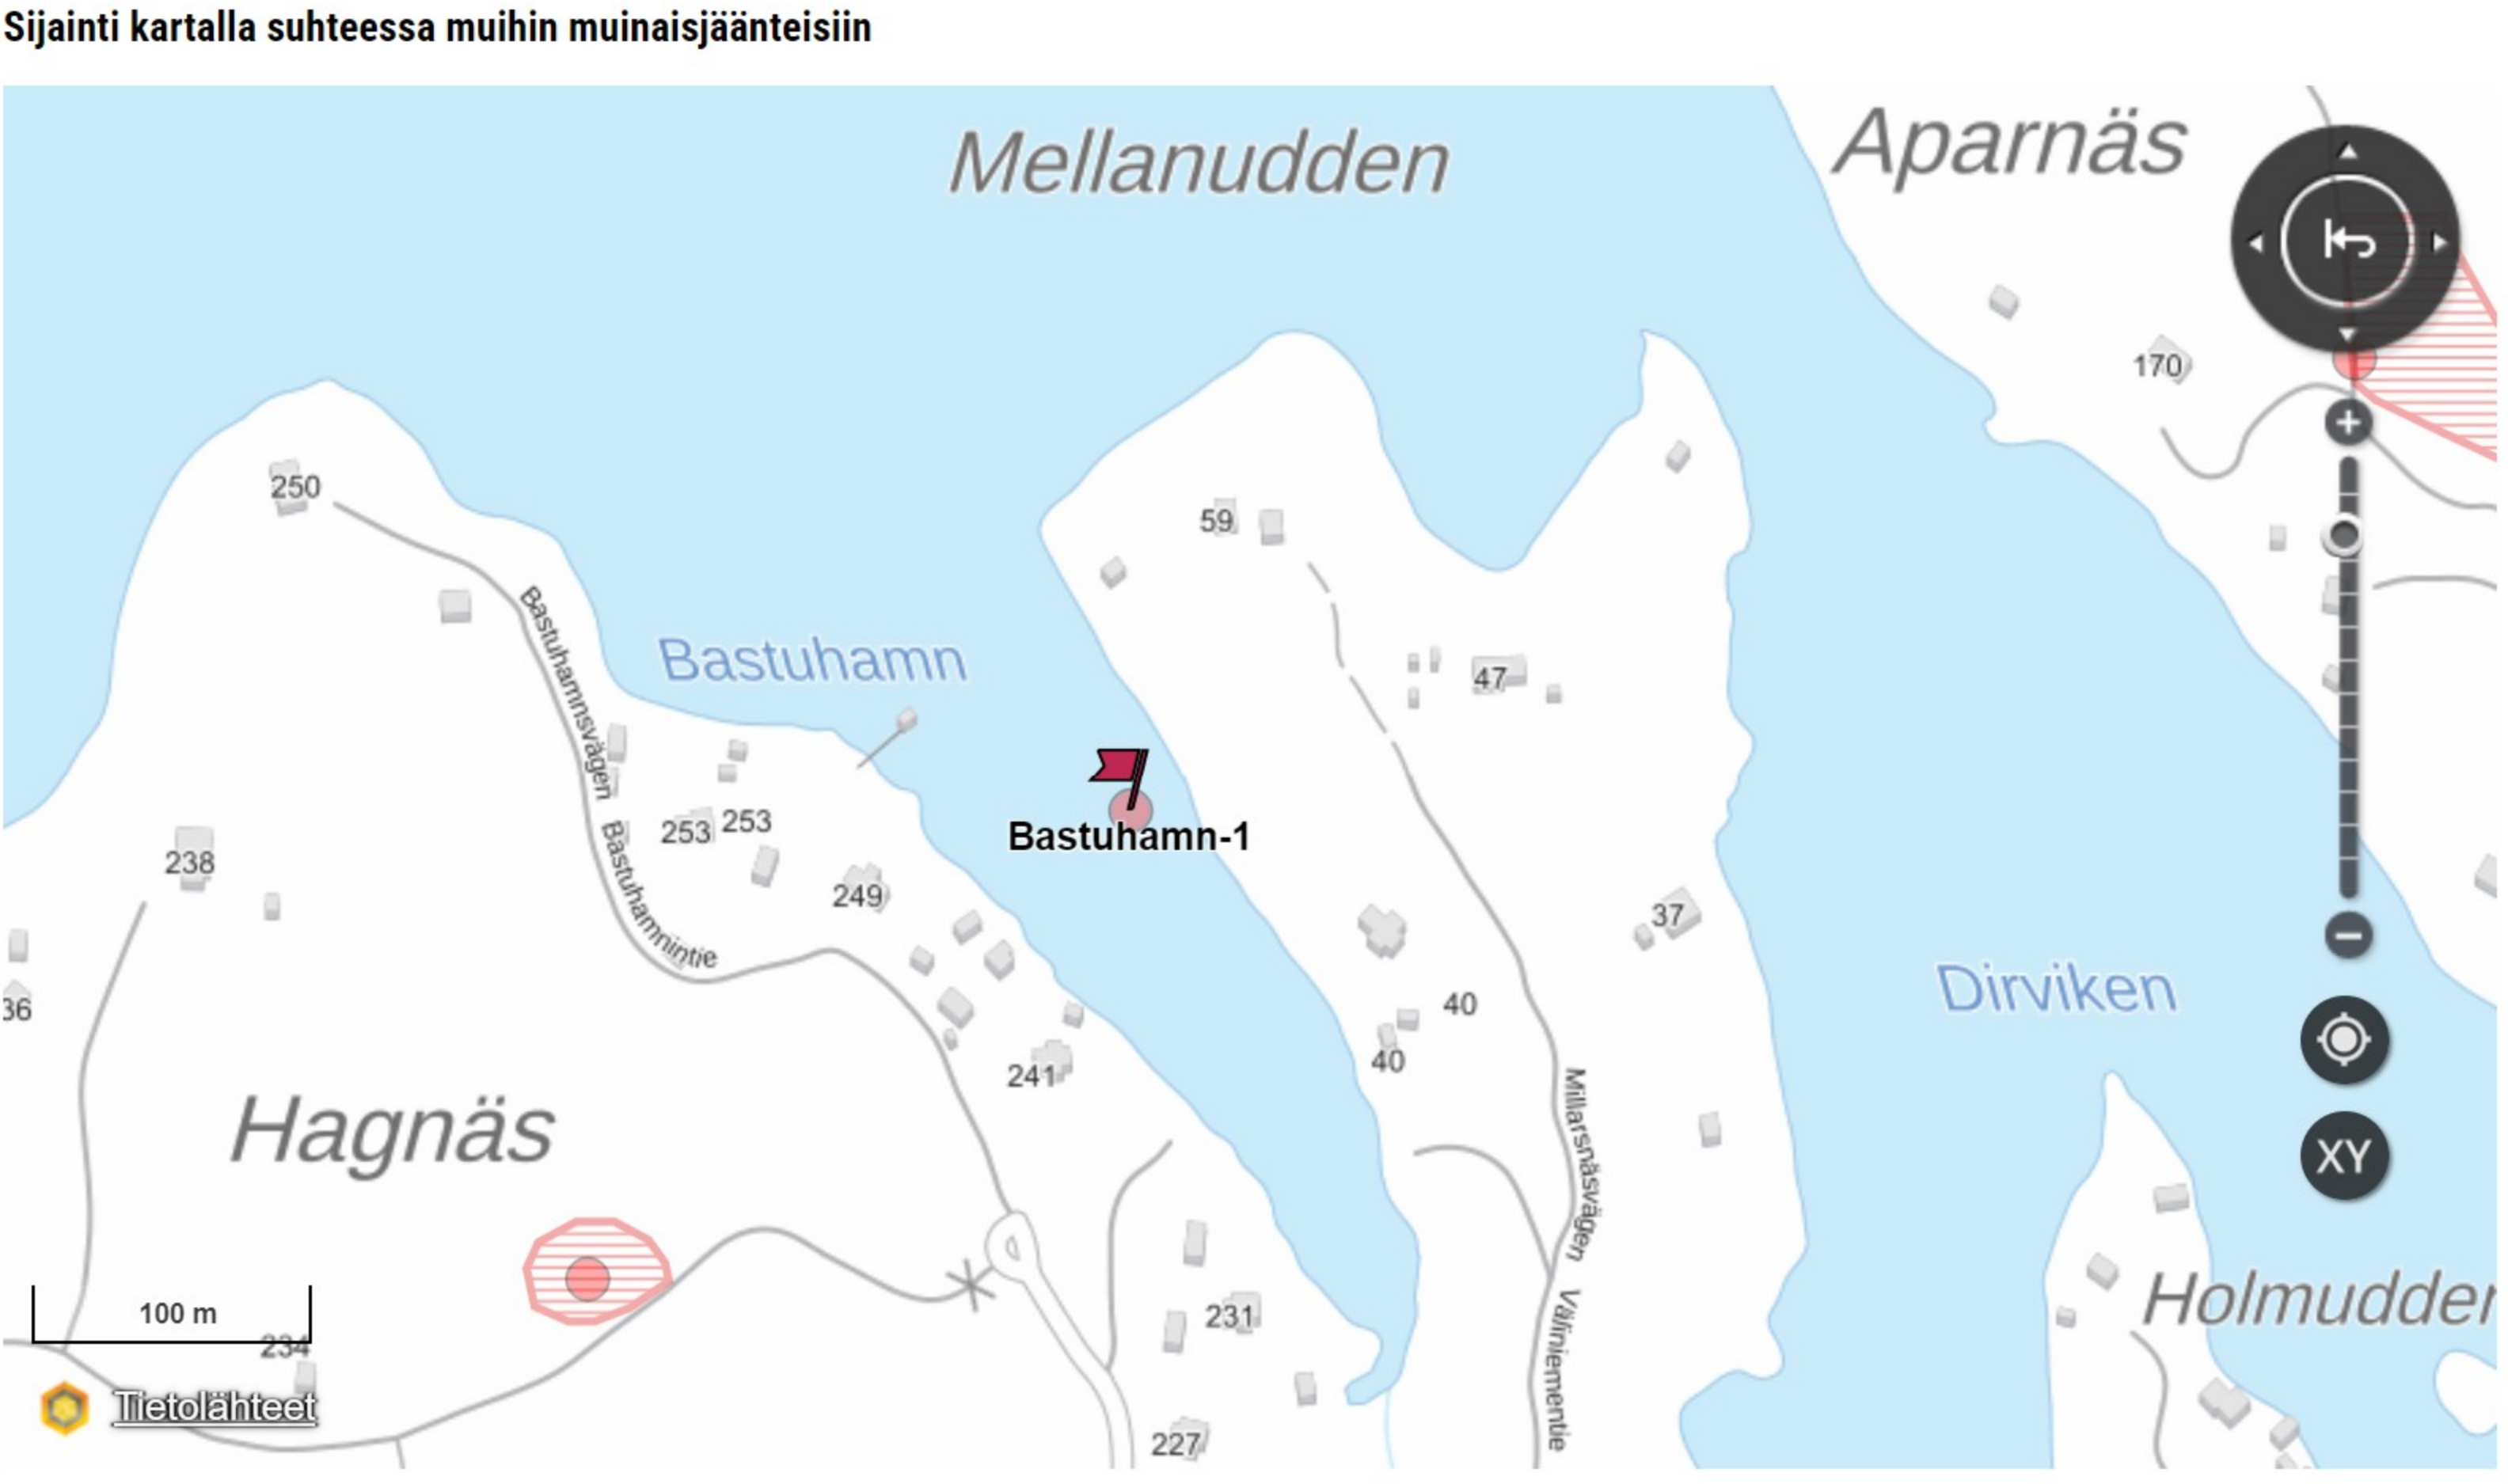 Sijainti kartalla suhteessa muihin muinaisjäänteisiin
Mellanudden
Aparnäs
170
250
59
Bastuhamnsvägen
Bastuhamn
47
253 253
Bastuhamn-1
238
249
Bastuhamnintie
37
Dirviken
36
40
40
241
Hagnäs
Millarsnäsvägen
XY
Holmudden
231
100 m
234
Väliniementie
Tietolähteet
227